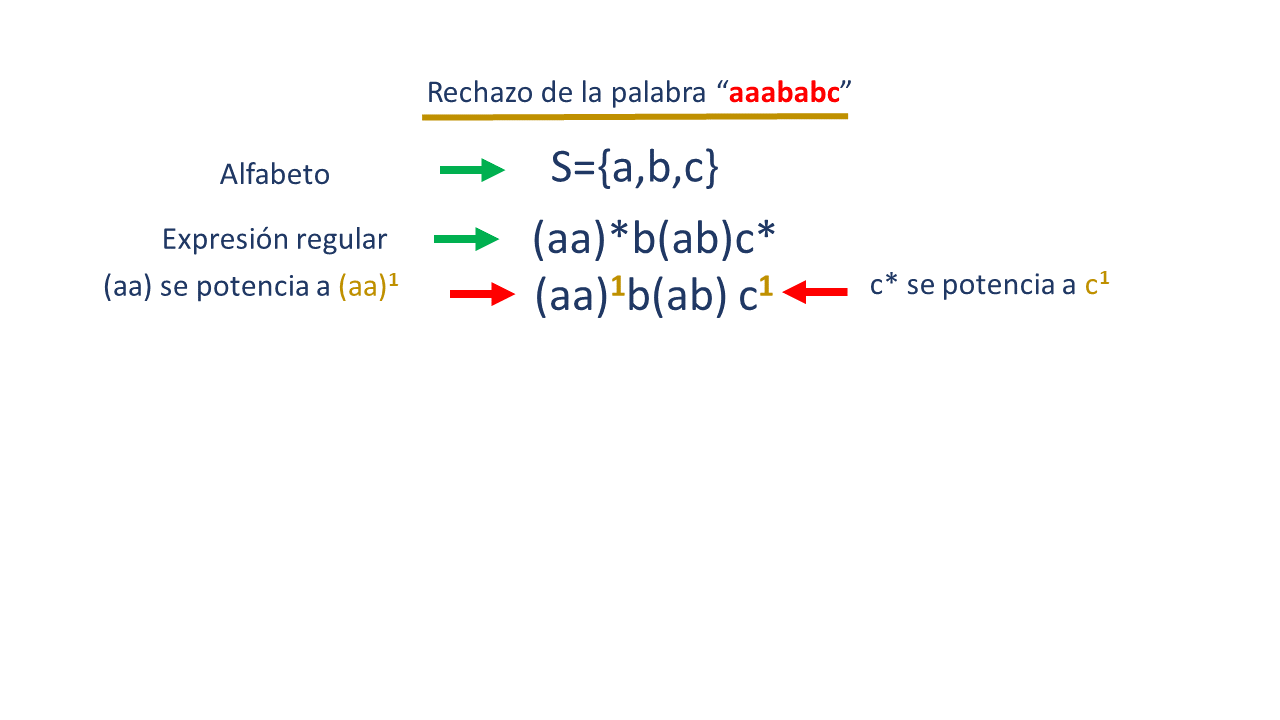 Rechazo de la palabra “aaababc”
Alfabeto S={a,b,c}
Expresión regular (aa)*b(ab)c*
(aa) se potencia a (aa)¹ (aa)¹b(ab) c¹ c* se potencia a c¹